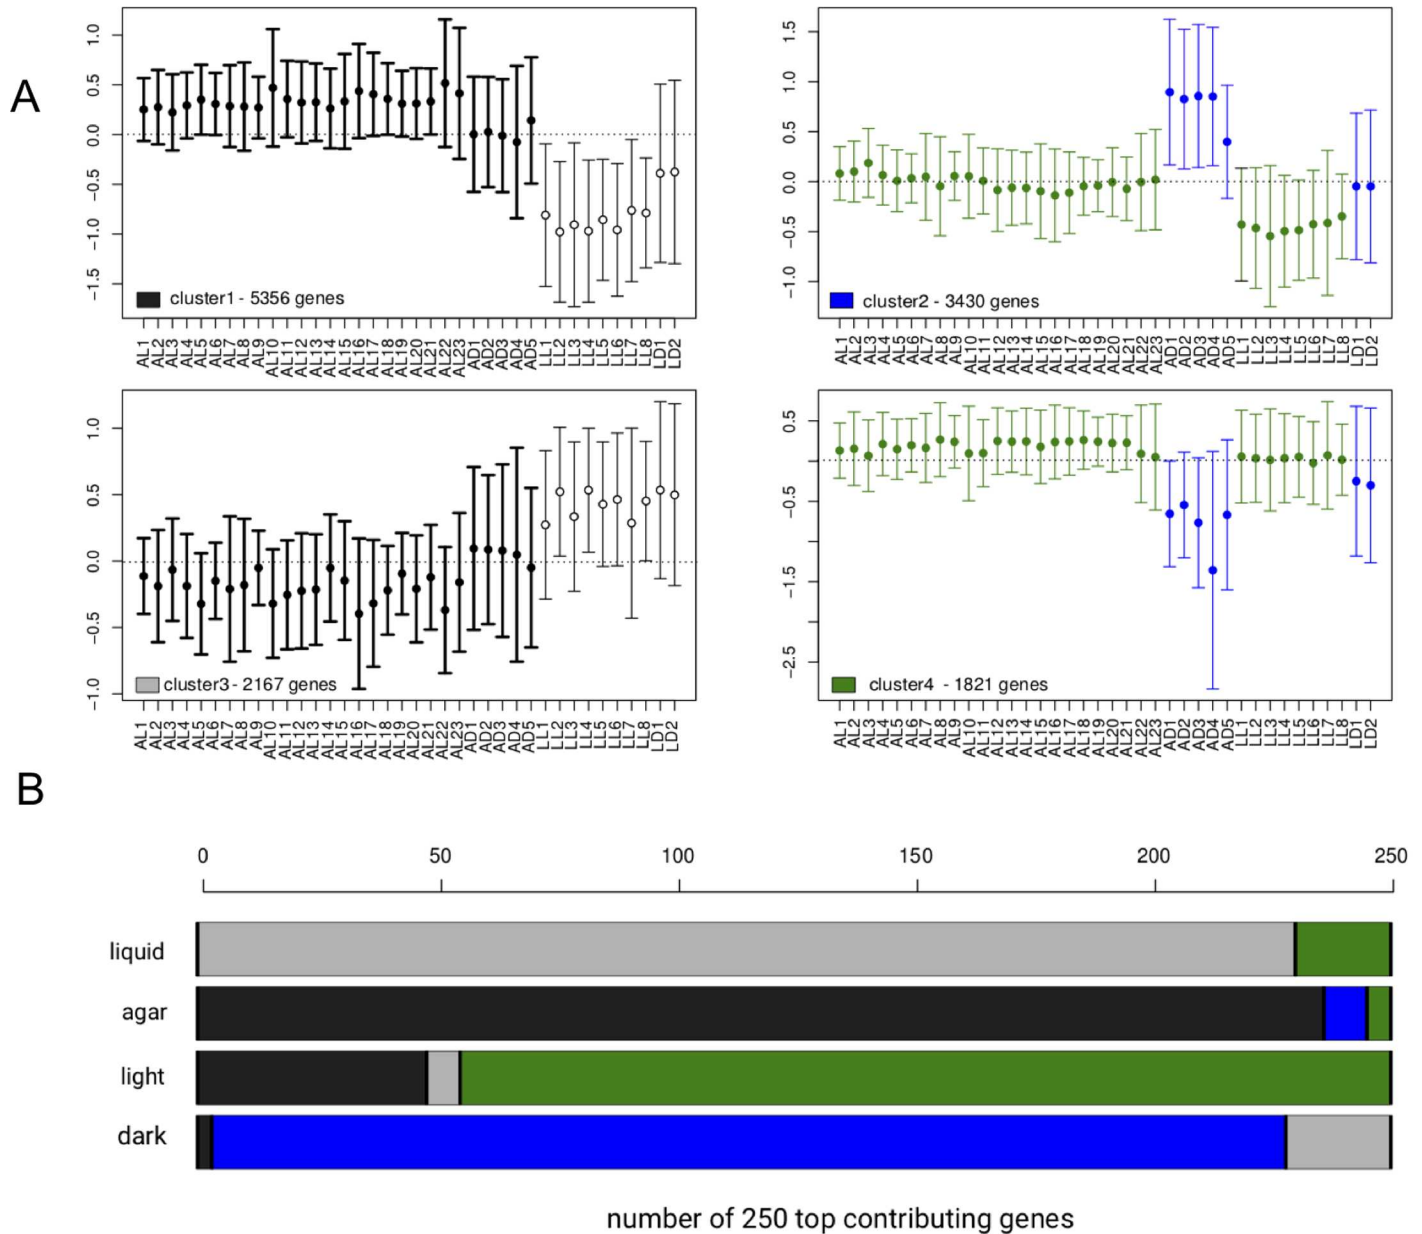 A
1.0
0.5
0.0
−0.5
−1.0
−1.5
cluster1 - 5356 genes
AL1 AL2 AL3 AL4 AL5 AL6 AL7 AL8 AL9 AL10 AL11 AL12 AL13 AL14 AL15 AL16 AL17 AL18 AL19 AL20 AL21 AL22 AL23 AD1 AD2 AD3 AD4 AD5 LL1 LL2 LL3 LL4 LL5 LL6 LL7 LL8 LD1 LD2
1.5
1.0
0.5
0.0
−0.5
−1.0
cluster2 - 3430 genes
AL1 AL2 AL3 AL4 AL5 AL6 AL7 AL8 AL9 AL10 AL11 AL12 AL13 AL14 AL15 AL16 AL17 AL18 AL19 AL20 AL21 AL22 AL23 AD1 AD2 AD3 AD4 AD5 LL1 LL2 LL3 LL4 LL5 LL6 LL7 LL8 LD1 LD2
1.0
0.5
0.0
−0.5
−1.0
cluster3 - 2167 genes
AL1 AL2 AL3 AL4 AL5 AL6 AL7 AL8 AL9 AL10 AL11 AL12 AL13 AL14 AL15 AL16 AL17 AL18 AL19 AL20 AL21 AL22 AL23 AD1 AD2 AD3 AD4 AD5 LL1 LL2 LL3 LL4 LL5 LL6 LL7 LL8 LD1 LD2
0.5
−0.5
−1.5
−2.5
cluster4 - 1821 genes
AL1 AL2 AL3 AL4 AL5 AL6 AL7 AL8 AL9 AL10 AL11 AL12 AL13 AL14 AL15 AL16 AL17 AL18 AL19 AL20 AL21 AL22 AL23 AD1 AD2 AD3 AD4 AD5 LL1 LL2 LL3 LL4 LL5 LL6 LL7 LL8 LD1 LD2
B
0 50 100 150 200 250
liquid
agar
light
dark
number of 250 top contributing genes